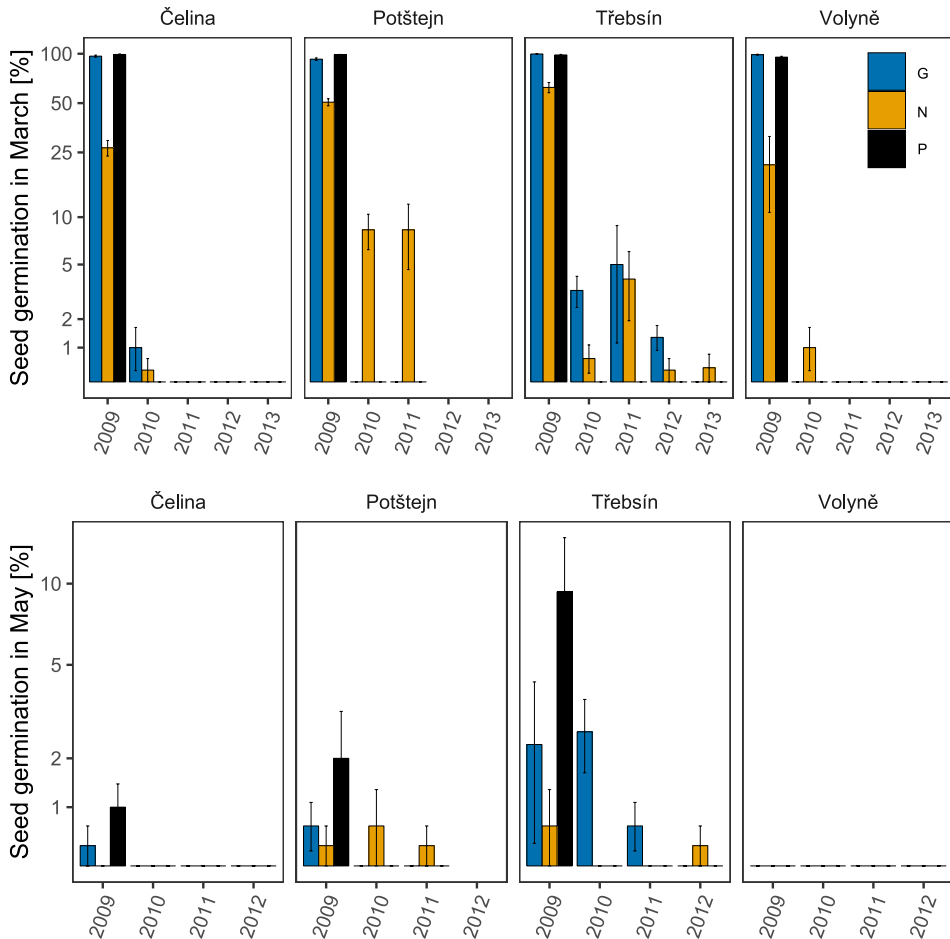 Čelina Potštejn Třebsín Volyně
Seed germination in March [%]
100
50
25
10
5
2
1
G
N
P
2009 2010 2011 2012 2013 2009 2010 2011 2012 2013 2009 2010 2011 2012 2013 2009 2010 2011 2012 2013
Čelina Potštejn Třebsín Volyně
Seed germination in May [%]
10
5
2
1
2009 2010 2011 2012 2009 2010 2011 2012 2009 2010 2011 2012 2009 2010 2011 2012